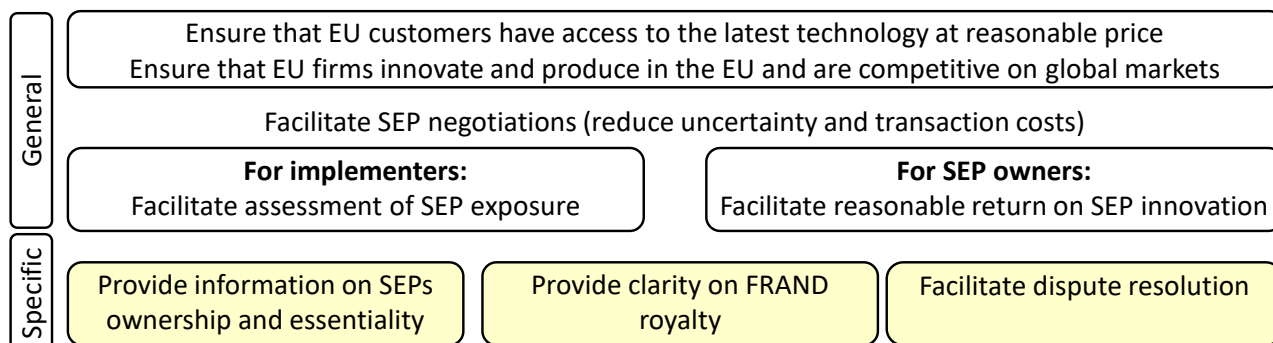 General
Ensure that EU customers have access to the latest technology at reasonable price
Ensure that EU firms innovate and produce in the EU and are competitive on global markets
Facilitate SEP negotiations (reduce uncertainty and transaction costs)
For implementers:
Facilitate assessment of SEP exposure
For SEP owners:
Facilitate reasonable return on SEP innovation
Specific
Provide information on SEPs
ownership and essentiality
Provide clarity on FRAND
royalty
Facilitate dispute resolution